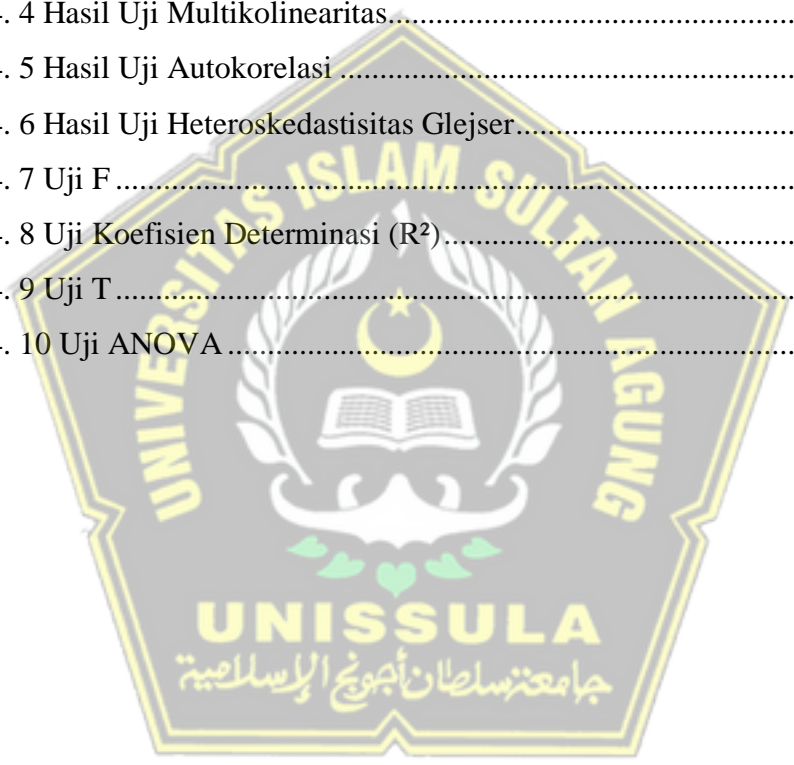 . 4 Hasil Uji Multikolinearitas..........................................................
. 5 Hasil Uji Autokorelasi..................................................................
. 6 Hasil Uji Heteroskedastisitas Glejser........................................
. 7 Uji F...............................................................................................
. 8 Uji Koefisien Determinasi (R²)...................................................
. 9 Uji T...............................................................................................
. 10 Uji ANOVA.................................................................................
UNIVERSITAS ISLAM SULTAN AGUNG
UNISSULA
جامعة سلطان أجونج الإسلامية